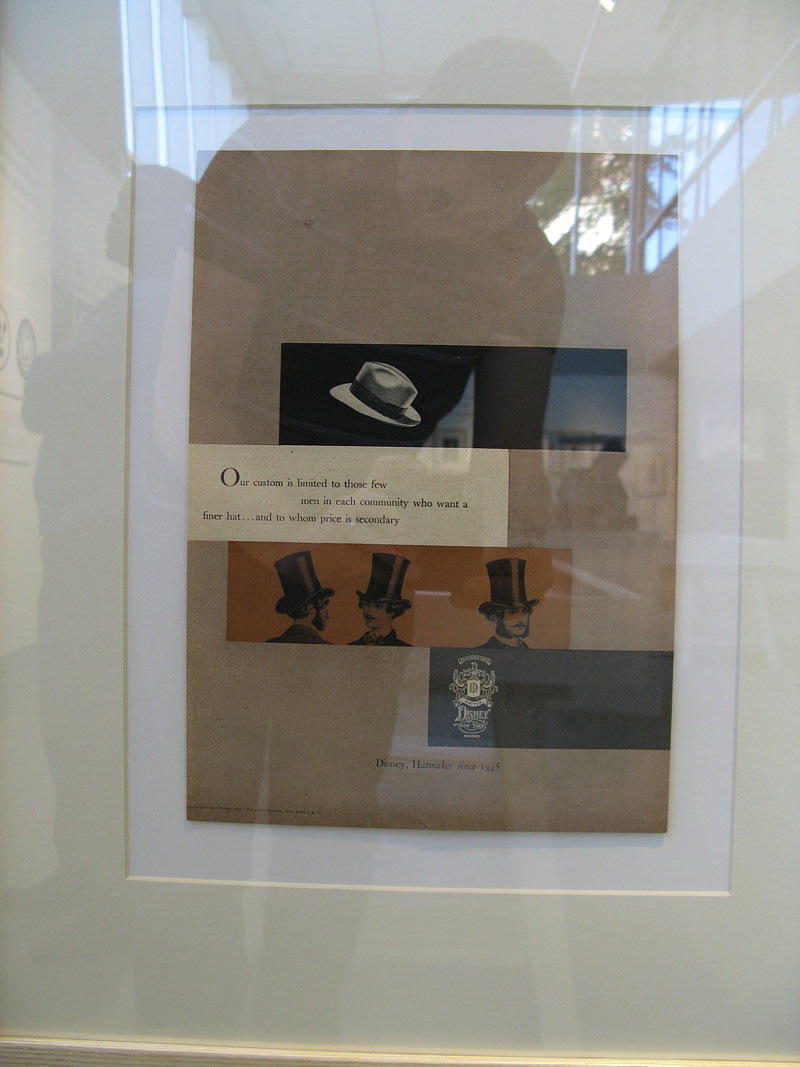 Our custom is limited to those few
men in each community who want a
finer hat...and to whom price is secondary
D
DISNEY
NEW YORK
Disney, Hatmaker since